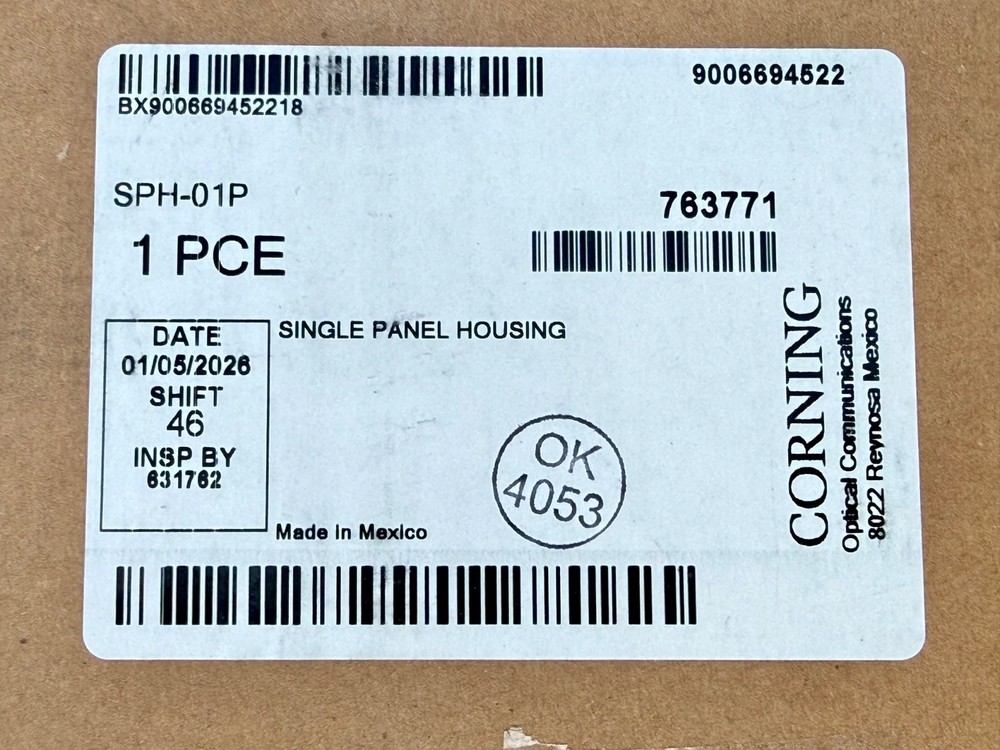 9006694522
BX900669452218
SPH-01P
763771
1 PCE
SINGLE PANEL HOUSING
DATE
01/05/2026
SHIFT
46
INSP BY
631762
OK
4053
Made In Mexico
CORNING
Optical Communications
8022 Reynosa Mexico